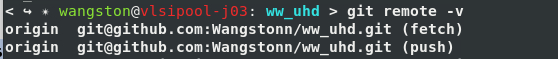 < ↪ ✶ wangston@vlsipool-j03: ww_uhd > git remote -v
origin  git@github.com:Wangstonn/ww_uhd.git (fetch)
origin  git@github.com:Wangstonn/ww_uhd.git (push)